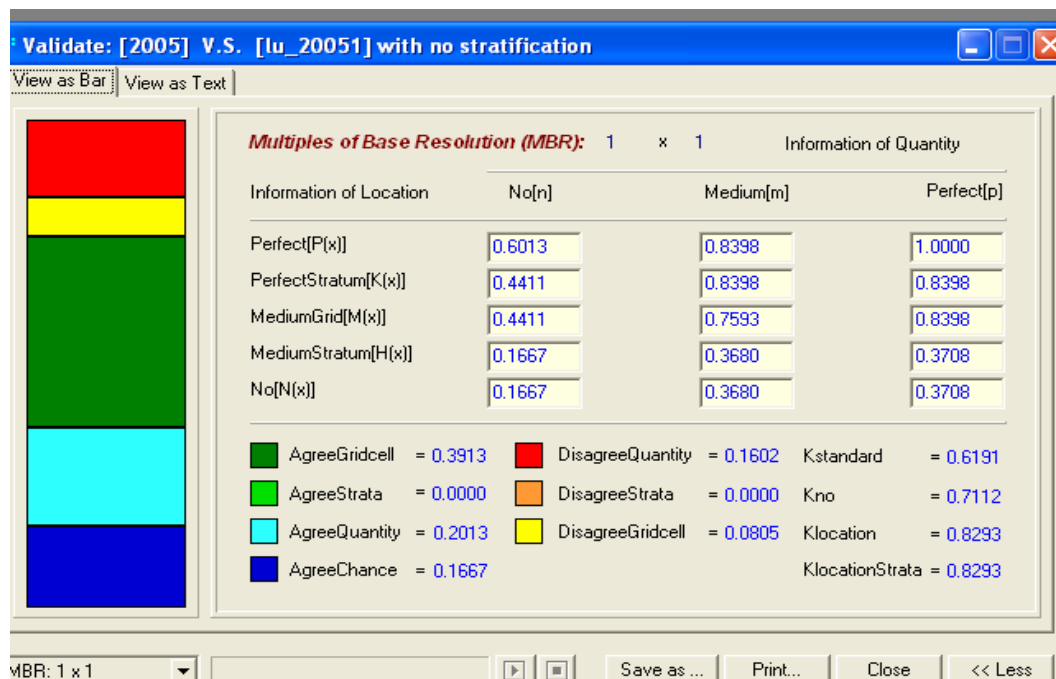 Validate: [2005] V.S. [lu_20051] with no stratification
View as Bar View as Text
Multiples of Base Resolution (MBR): 1 x 1 Information of Quantity
Information of Location No[n] Medium[m] Perfect[p]
Perfect[P(x)] 0.6013 0.8398 1.0000
PerfectStratum[K(x)] 0.4411 0.8398 0.8398
MediumGrid[M(x)] 0.4411 0.7593 0.8398
MediumStratum[H(x)] 0.1667 0.3680 0.3708
No[N(x)] 0.1667 0.3680 0.3708
AgreeGridcell = 0.3913 DisagreeQuantity = 0.1602 Kstandard = 0.6191
AgreeStrata = 0.0000 DisagreeStrata = 0.0000 Kno = 0.7112
AgreeQuantity = 0.2013 DisagreeGridcell = 0.0805 Klocation = 0.8293
AgreeChance = 0.1667 KlocationStrata = 0.8293
MBR: 1 x 1 Save as ... Print... Close << Less